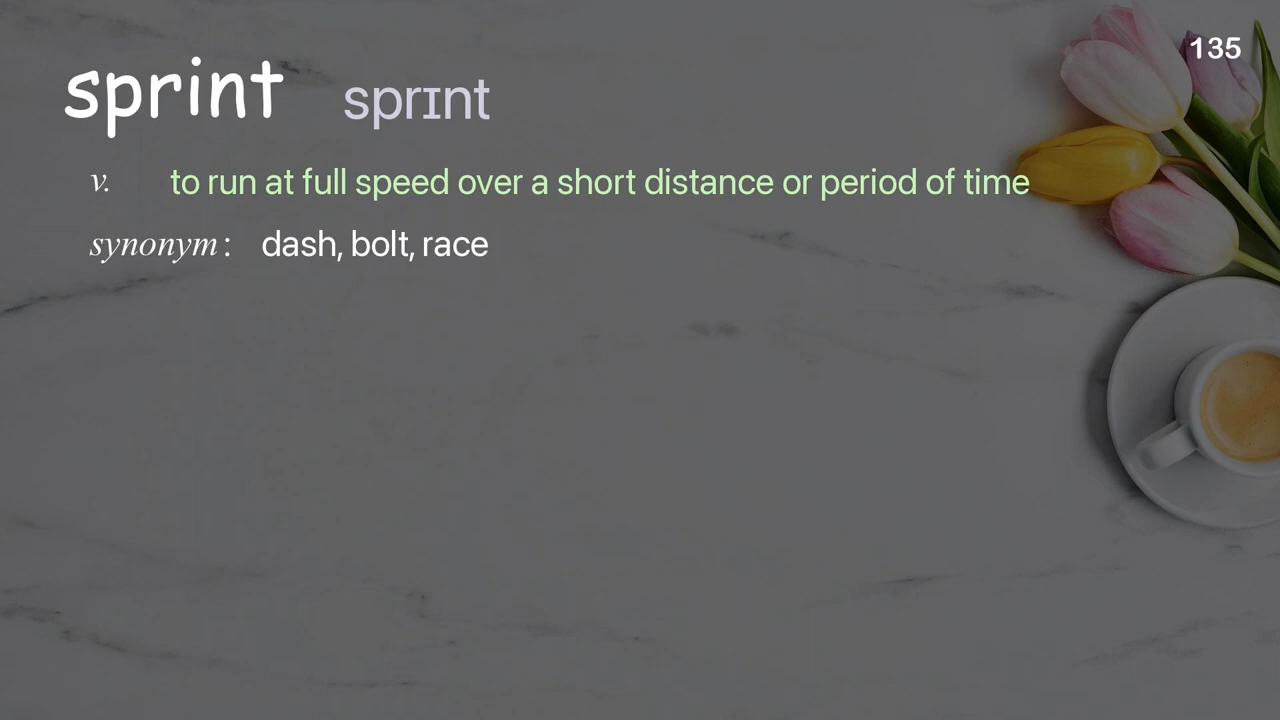 135
sprint sprɪnt
v. to run at full speed over a short distance or period of time
synonym: dash, bolt, race